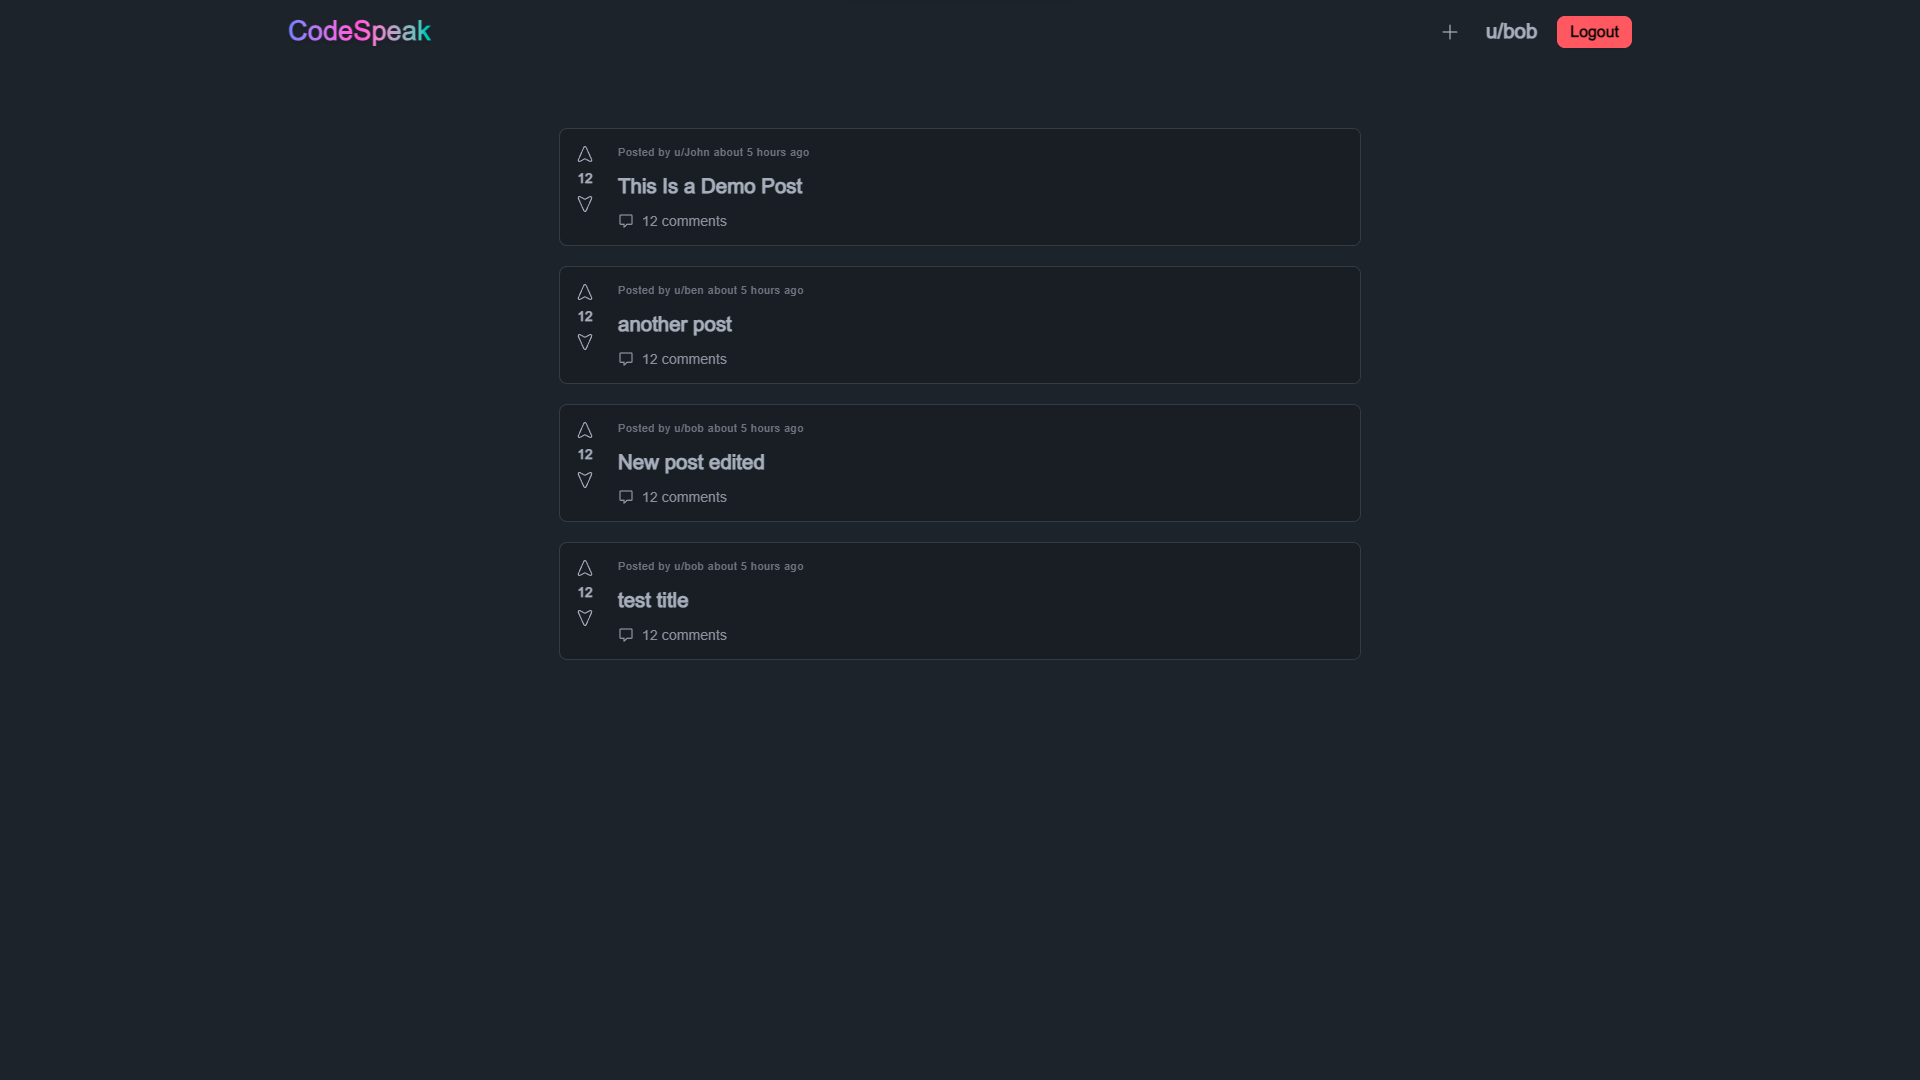 CodeSpeak
u/bob
Logout
Posted by u/John about 5 hours ago
12
This Is a Demo Post
12 comments
Posted by u/ben about 5 hours ago
12
another post
12 comments
Posted by u/bob about 5 hours ago
12
New post edited
12 comments
Posted by u/bob about 5 hours ago
12
test title
12 comments